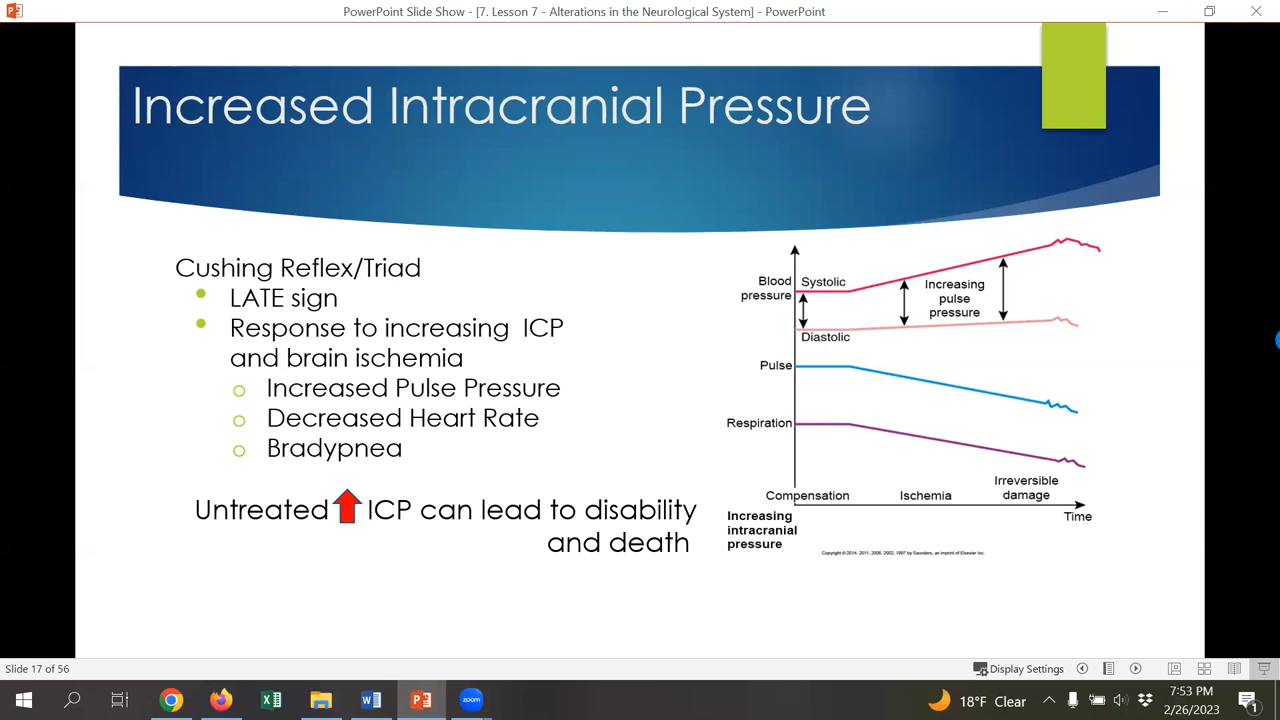 PowerPoint Slide Show - [7. Lesson 7 - Alterations in the Neurological System] - PowerPoint
Increased Intracranial Pressure
Cushing Reflex/Triad
LATE sign
Response to increasing ICP
and brain ischemia
Increased Pulse Pressure
Decreased Heart Rate
Bradypnea
Untreated ICP can lead to disability
and death
Blood
pressure
Systolic
Diastolic
Increasing
pulse
pressure
Pulse
Respiration
Compensation
Ischemia
Irreversible
damage
Increasing
intracranial
pressure
Time
Copyright © 2014, 2011, 2006, 2002, 1997 by Saunders, an imprint of Elsevier Inc.
Slide 17 of 56
Display Settings
zoom
18°F Clear
7:53 PM
2/26/2023
1